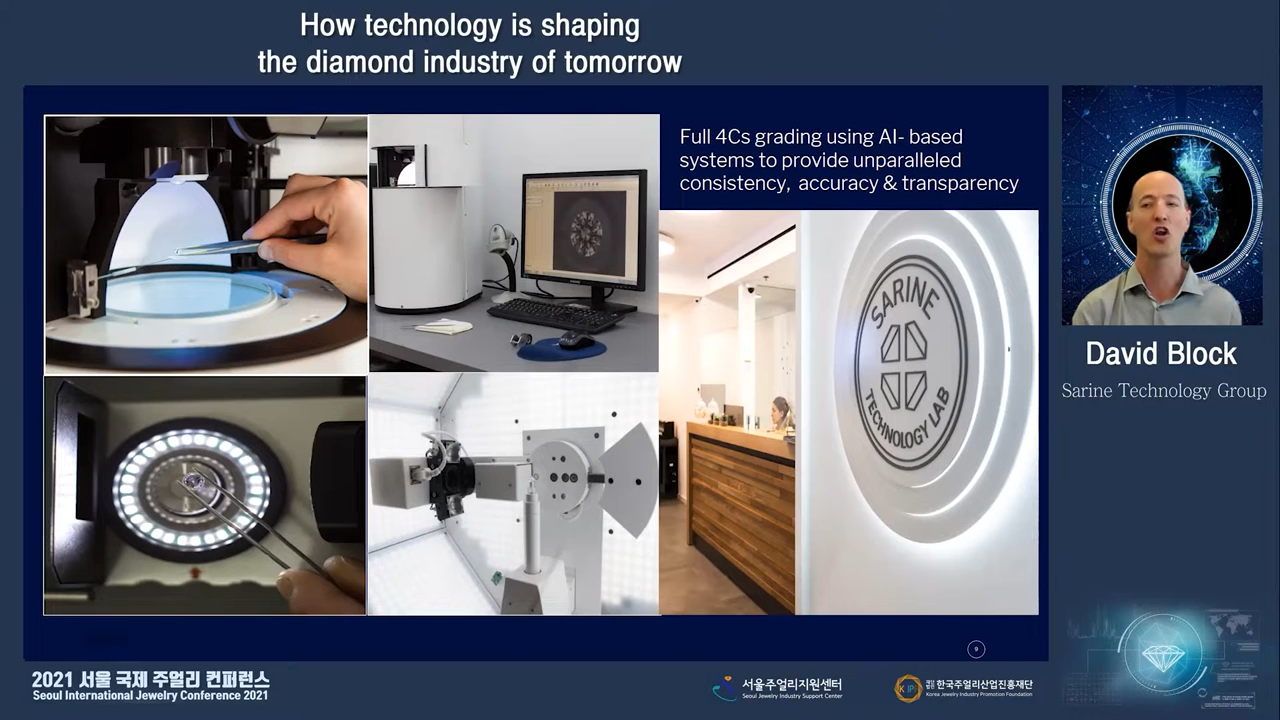 How technology is shaping
the diamond industry of tomorrow
Full 4Cs grading using AI- based
systems to provide unparalleled
consistency, accuracy & transparency
SARINE
TECHNOLOGY LAB
David Block
Sarine Technology Group
9
2021 서울 국제 주얼리 컨퍼런스
Seoul International Jewelry Conference 2021
서울주얼리지원센터
Seoul Jewelry Industry Support Center
재단법인 한국주얼리산업진흥재단
Korea Jewelry Industry Promotion Foundation